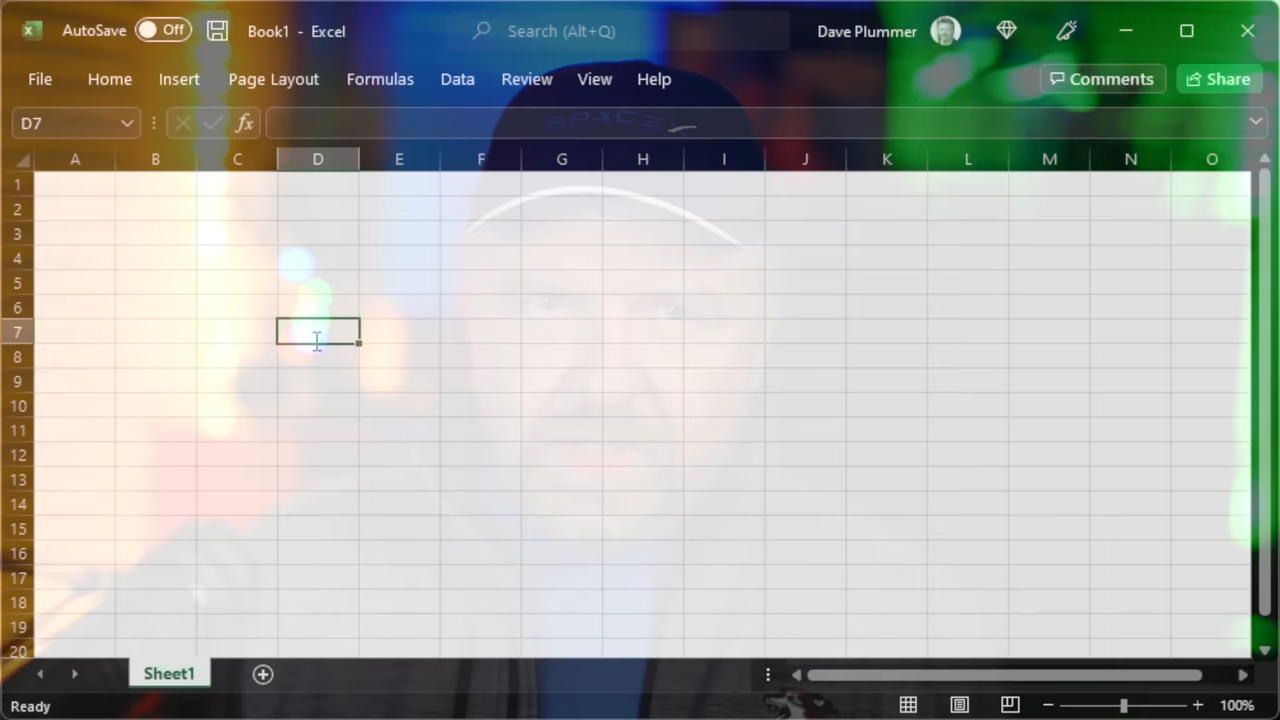 AutoSave Off Book1 - Excel Search (Alt+Q) Dave Plummer
File Home Insert Page Layout Formulas Data Review View Help Comments Share
D7 fx
SPACEX
A B C D E F G H I J K L M N O
1
2
3
4
5
6
7
8
9
10
11
12
13
14
15
16
17
18
19
20
Sheet1
Ready 100%